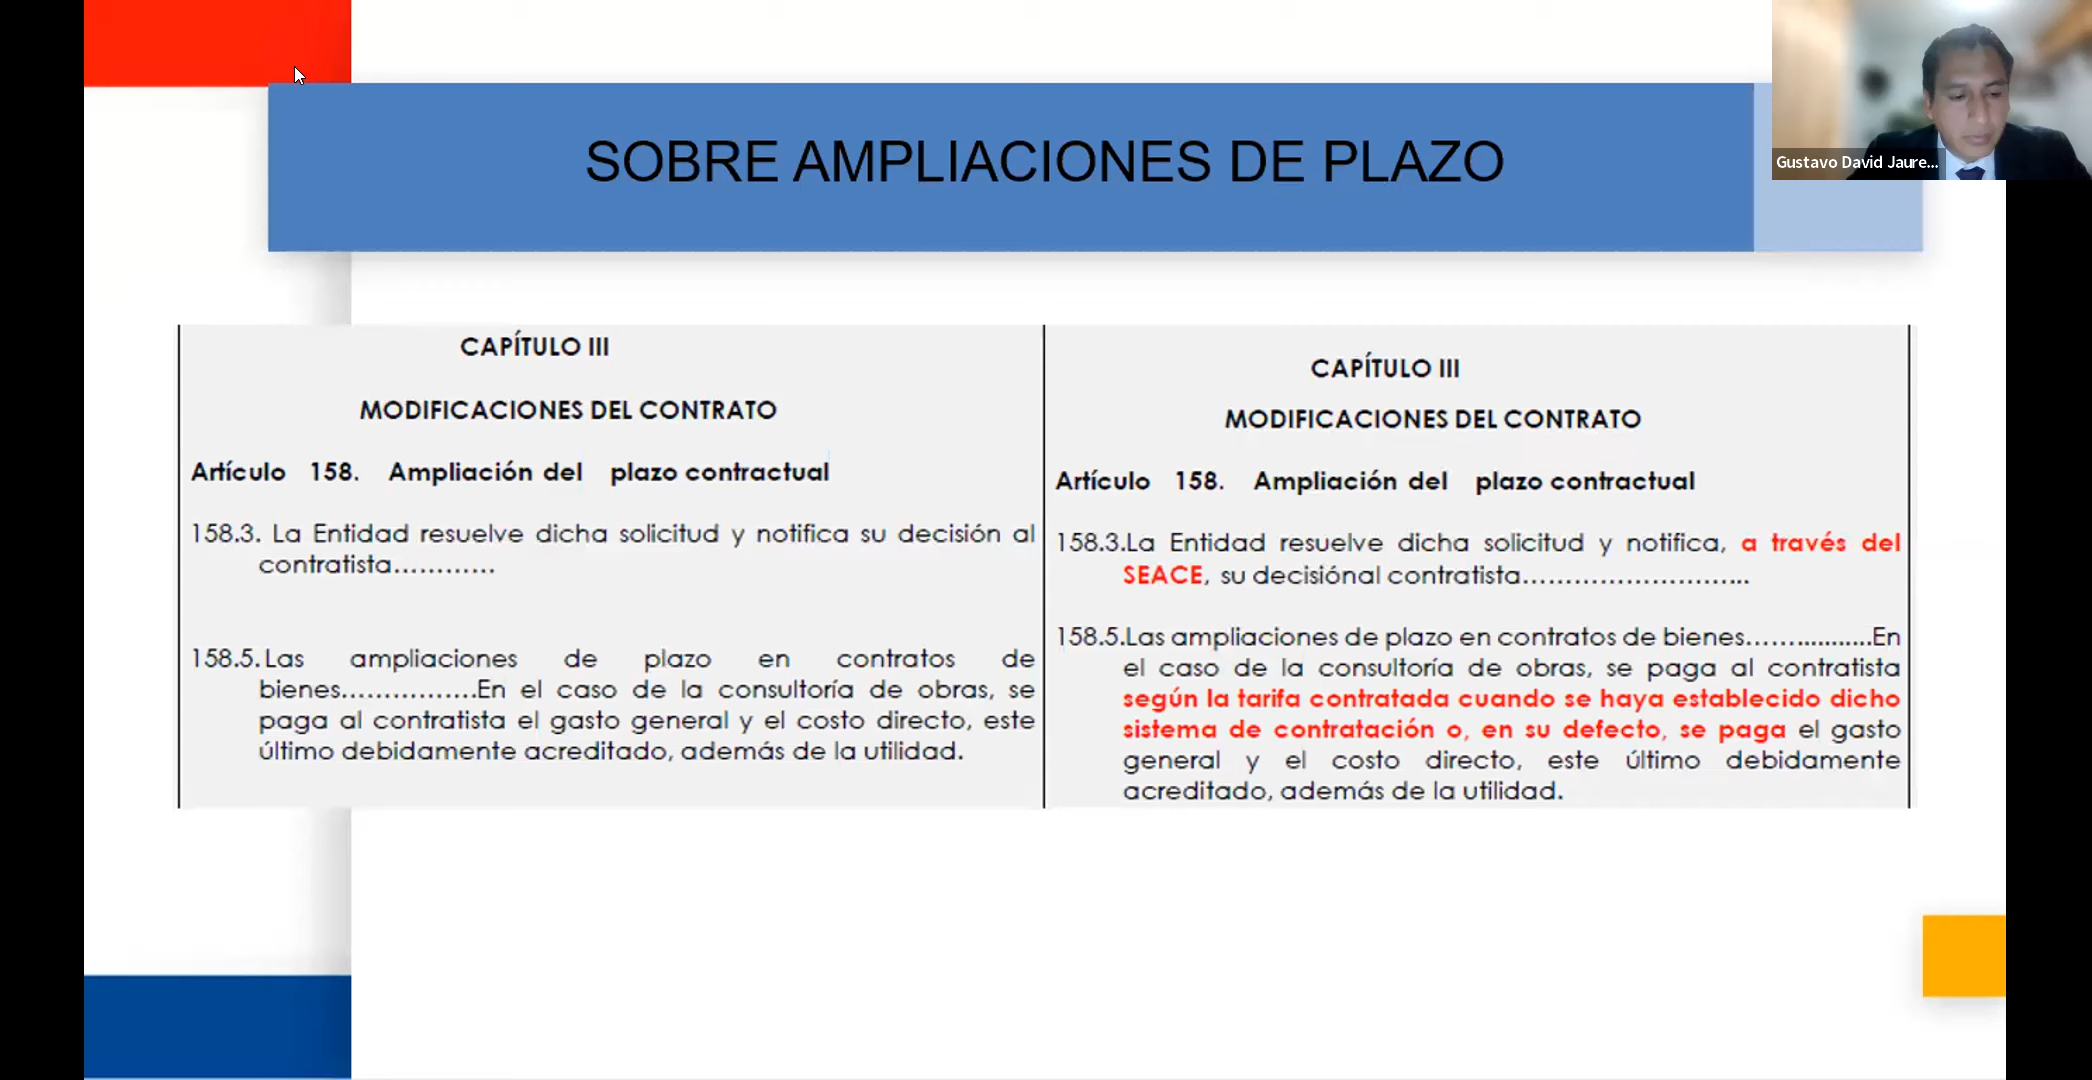 SOBRE AMPLIACIONES DE PLAZO
Gustavo David Jaure...
CAPÍTULO III
MODIFICACIONES DEL CONTRATO
Artículo 158. Ampliación del plazo contractual
158.3. La Entidad resuelve dicha solicitud y notifica su decisión al
contratista............
158.5. Las ampliaciones de plazo en contratos de
bienes.................En el caso de la consultoría de obras, se
paga al contratista el gasto general y el costo directo, este
último debidamente acreditado, además de la utilidad.
CAPÍTULO III
MODIFICACIONES DEL CONTRATO
Artículo 158. Ampliación del plazo contractual
158.3.La Entidad resuelve dicha solicitud y notifica, a través del
SEACE, su decisiónal contratista...........................
158.5.Las ampliaciones de plazo en contratos de bienes.................En
el caso de la consultoría de obras, se paga al contratista
según la tarifa contratada cuando se haya establecido dicho
sistema de contratación o, en su defecto, se paga el gasto
general y el costo directo, este último debidamente
acreditado, además de la utilidad.